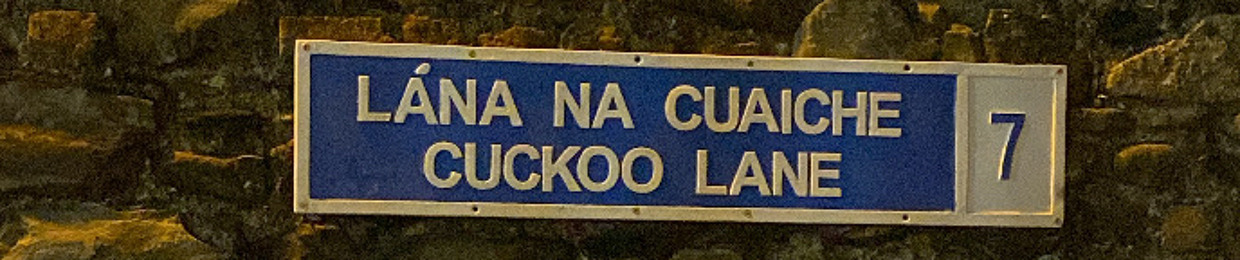 LÁNA NA CUAICHE
CUCKOO LANE
7